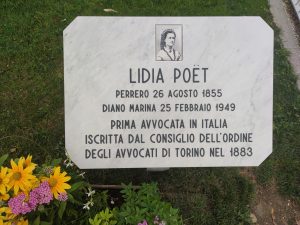 LIDIA POËT
PERRERO 26 AGOSTO 1855
DIANO MARINA 25 FEBBRAIO 1949
PRIMA AVVOCATA IN ITALIA
ISCRITTA DAL CONSIGLIO DELL'ORDINE
DEGLI AVVOCATI DI TORINO NEL 1883